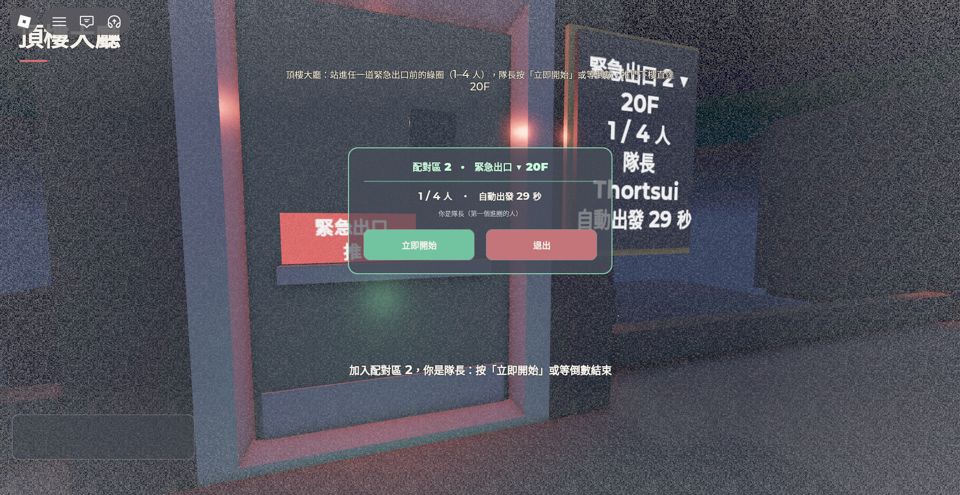 頂樓大廳
頂樓大廳：站進任一道緊急出口前的綠圈（1–4 人），隊長按「立即開始」或等倒數
20F
緊急出口 2 ▼
20F
1 / 4 人
隊長
Thortsui
自動出發 29 秒
配對區 2 • 緊急出口 ▼ 20F
1 / 4 人 • 自動出發 29 秒
你是隊長（第一個進圈的人）
立即開始
退出
緊急出口
推
加入配對區 2，你是隊長：按「立即開始」或等倒數結束